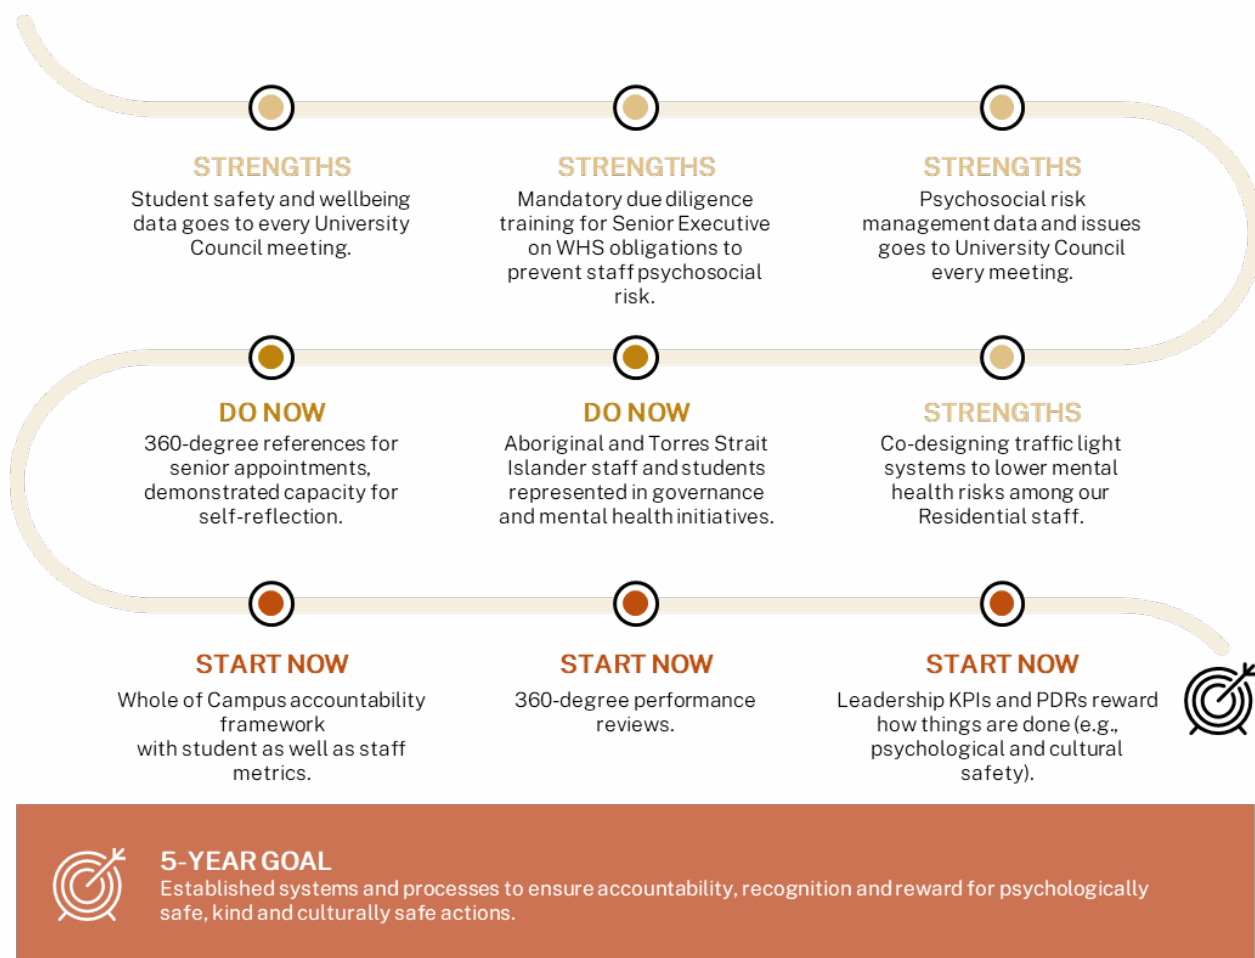 STRENGTHS
Student safety and wellbeing
data goes to every University
Council meeting.
STRENGTHS
Mandatory due diligence
training for Senior Executive
on WHS obligations to
prevent staff psychosocial
risk.
STRENGTHS
Psychosocial risk
management data and issues
goes to University Council
every meeting.
DO NOW
360-degree references for
senior appointments,
demonstrated capacity for
self-reflection.
DO NOW
Aboriginal and Torres Strait
Islander staff and students
represented in governance
and mental health initiatives.
STRENGTHS
Co-designing traffic light
systems to lower mental
health risks among our
Residential staff.
START NOW
Whole of Campus accountability
framework
with student as well as staff
metrics.
START NOW
360-degree performance
reviews.
START NOW
Leadership KPIs and PDRs reward
how things are done (e.g.,
psychological and cultural
safety).
5-YEAR GOAL
Established systems and processes to ensure accountability, recognition and reward for psychologically
safe, kind and culturally safe actions.